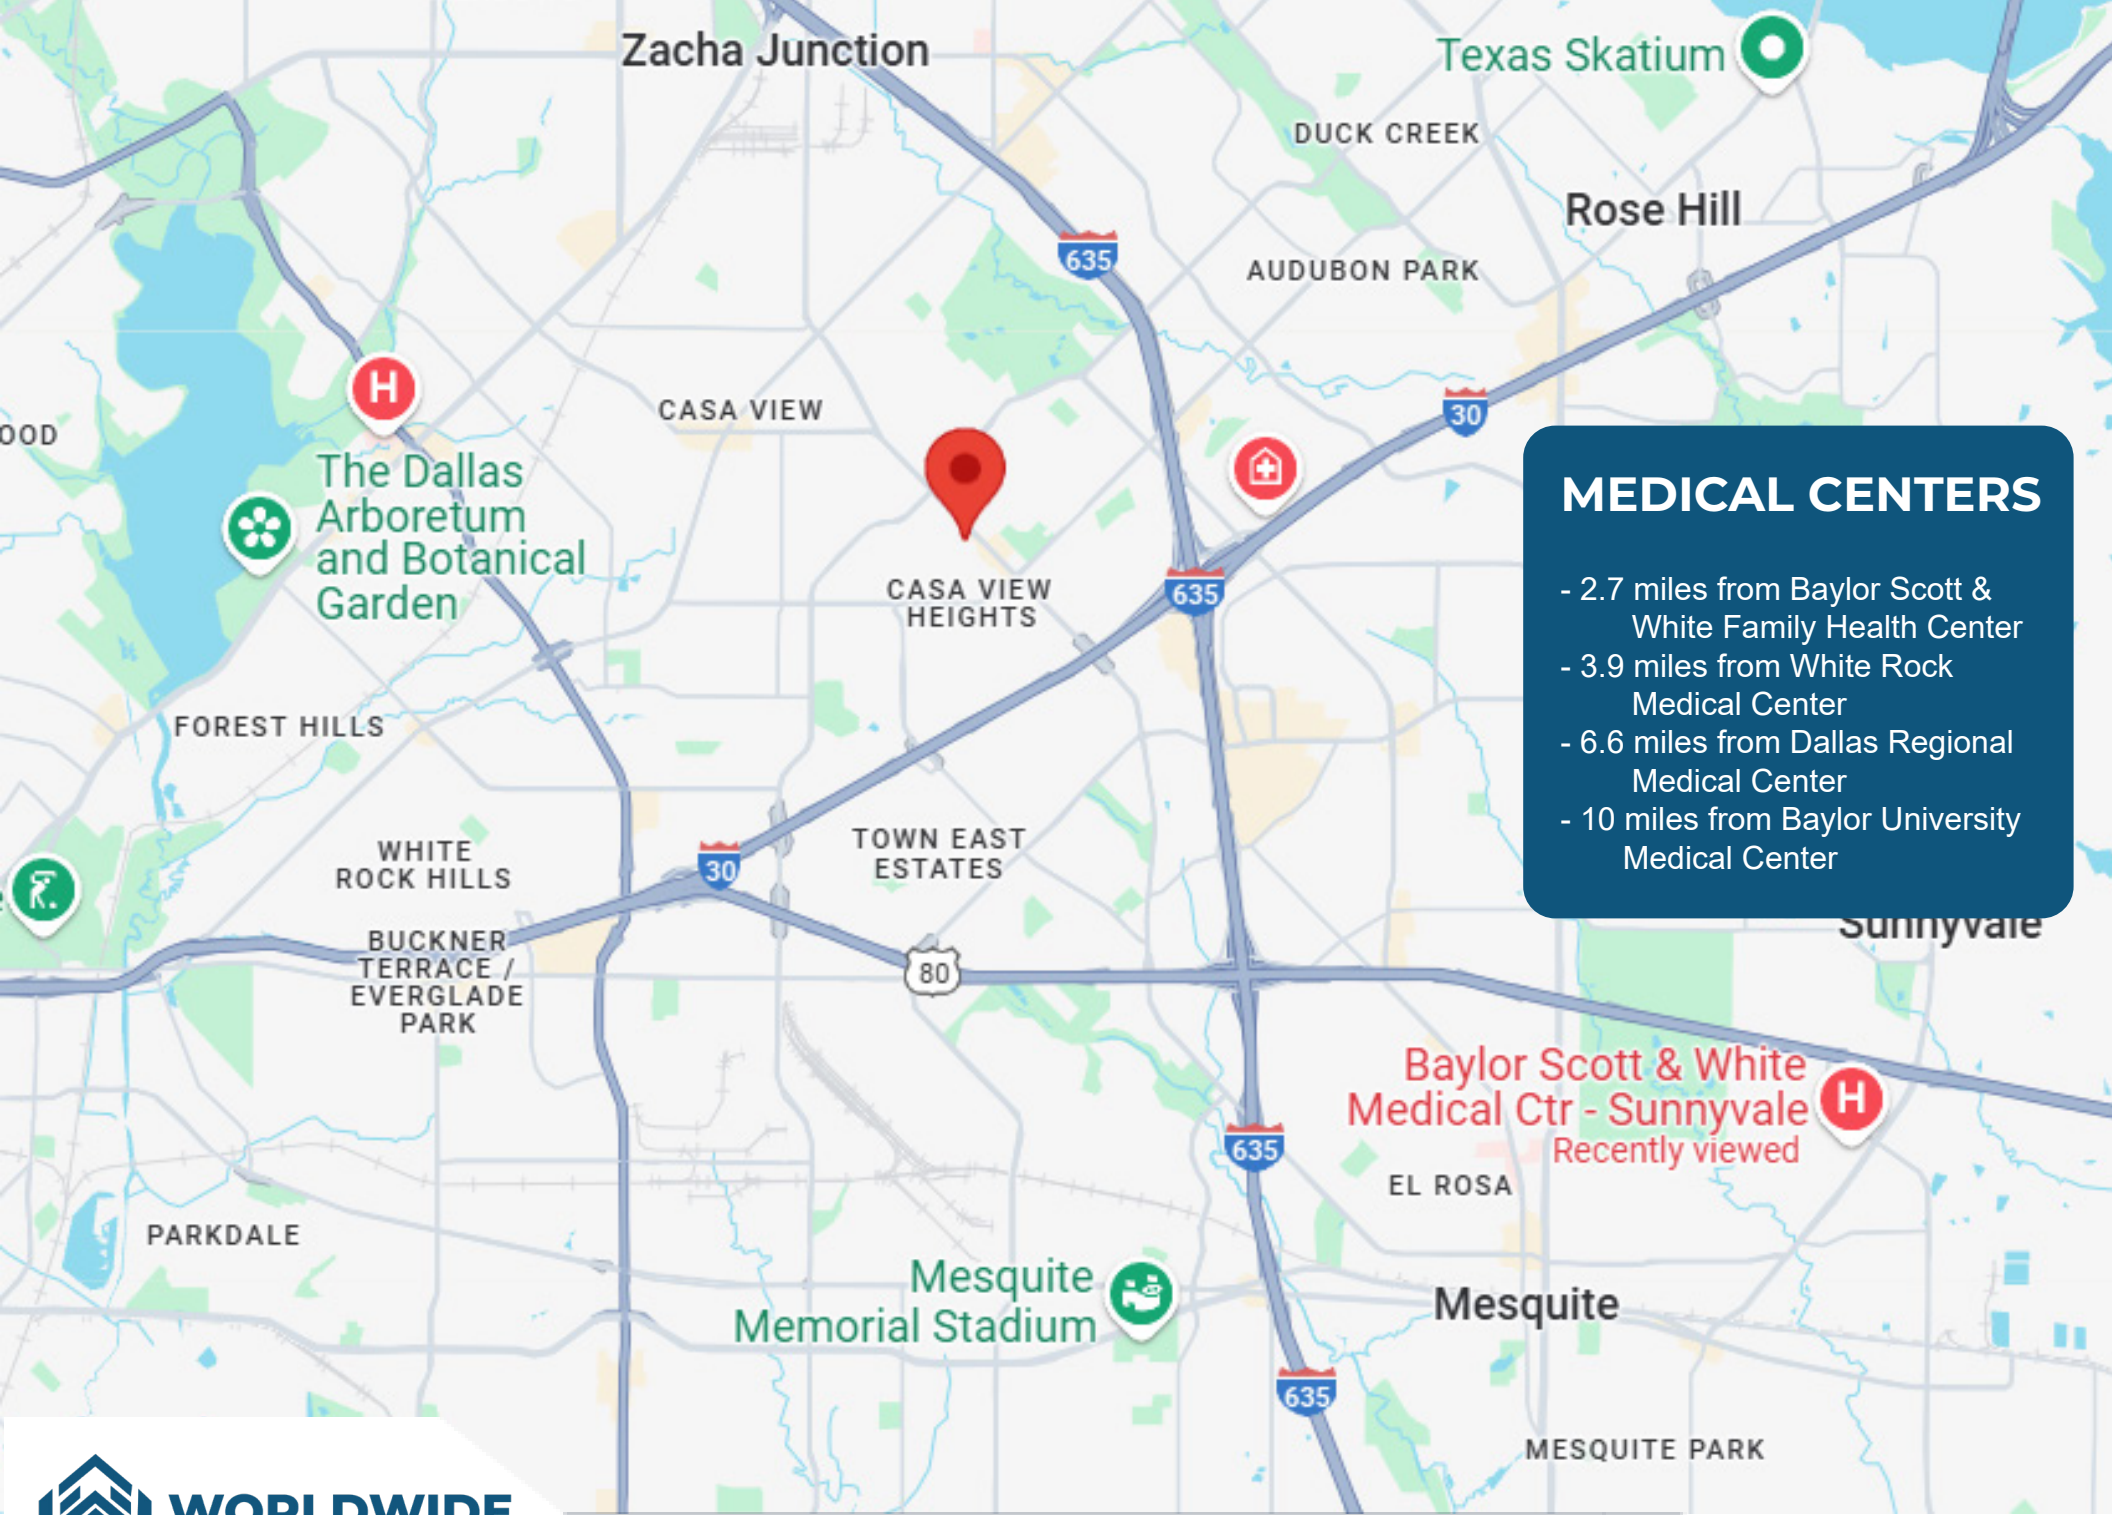 Zacha Junction
Texas Skatium
DUCK CREEK
Rose Hill
635
AUDUBON PARK
H
30
CASA VIEW
OOD
The Dallas
Arboretum
and Botanical
Garden
CASA VIEW
HEIGHTS
635
MEDICAL CENTERS
- 2.7 miles from Baylor Scott &
White Family Health Center
- 3.9 miles from White Rock
Medical Center
- 6.6 miles from Dallas Regional
Medical Center
- 10 miles from Baylor University
Medical Center
FOREST HILLS
WHITE
ROCK HILLS
30
TOWN EAST
ESTATES
Sunnyvale
BUCKNER
TERRACE /
EVERGLADE
PARK
80
Baylor Scott & White
Medical Ctr - Sunnyvale
Recently viewed
H
635
EL ROSA
PARKDALE
Mesquite
Memorial Stadium
Mesquite
635
MESQUITE PARK
WORLDWIDE